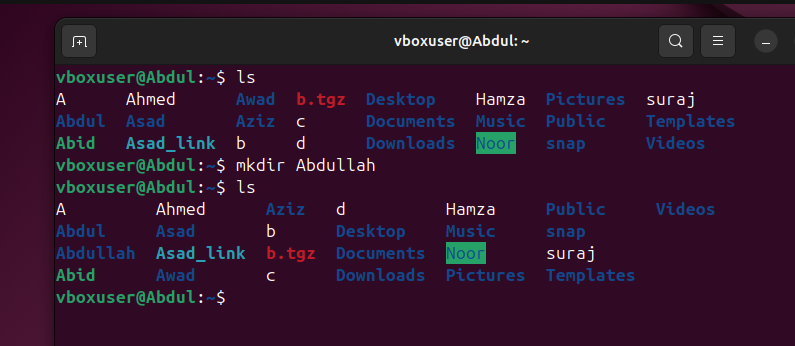 vboxuser@Abdul: ~
vboxuser@Abdul:~$ ls
A Ahmed Awad b.tgz Desktop Hamza Pictures suraj
Abdul Asad Aziz c Documents Music Public Templates
Abid Asad_link b d Downloads Noor snap Videos
vboxuser@Abdul:~$ mkdir Abdullah
vboxuser@Abdul:~$ ls
A Ahmed Aziz d Hamza Public Videos
Abdul Asad b Desktop Music snap
Abdullah Asad_link b.tgz Documents Noor suraj
Abid Awad c Downloads Pictures Templates
vboxuser@Abdul:~$